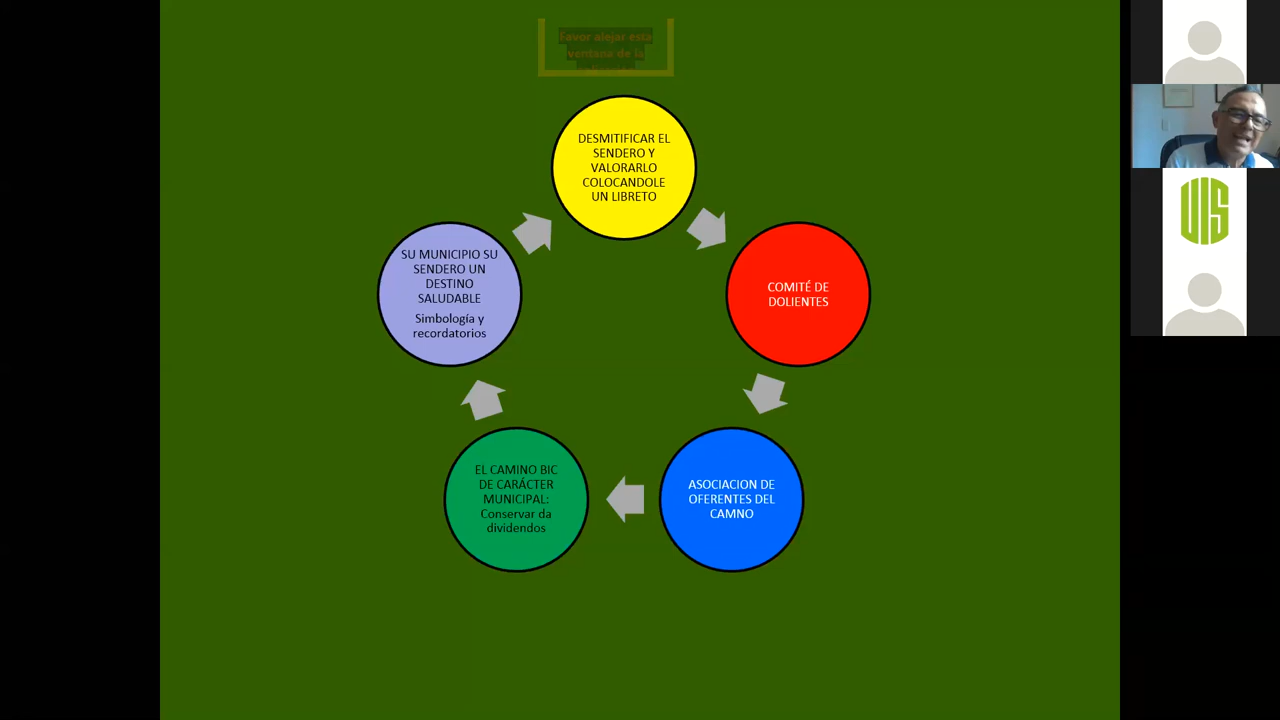 Favor alejar esta
ventana de la
DESMITIFICAR EL
SENDERO Y
VALORARLO
COLOCANDOLE
UN LIBRETO
COMITÉ DE
DOLIENTES
ASOCIACION DE
OFERENTES DEL
CAMNO
EL CAMINO BIC
DE CARÁCTER
MUNICIPAL:
Conservar da
dividendos
SU MUNICIPIO SU
SENDERO UN
DESTINO
SALUDABLE
Simbología y
recordatorios
UIS